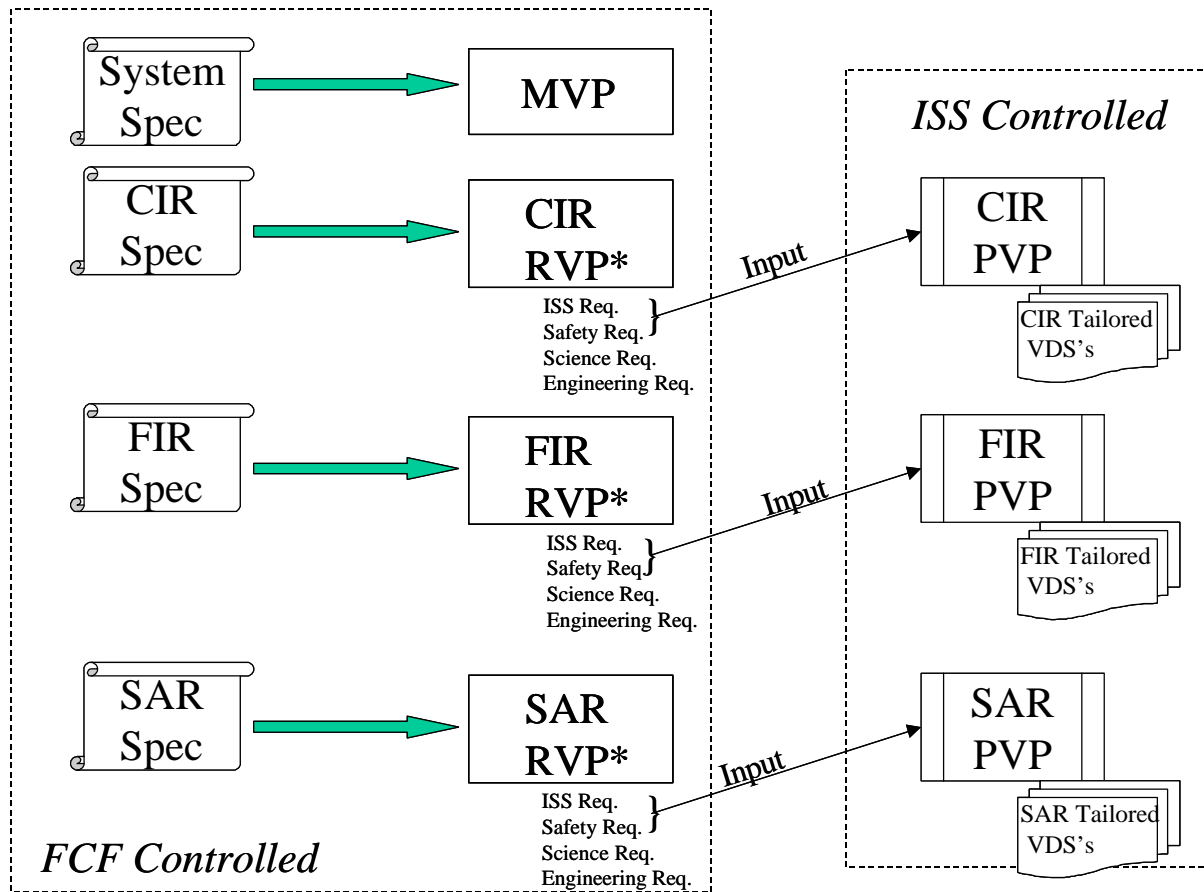 System
Spec
MVP
ISS Controlled
CIR
Spec
CIR
RVP*
ISS Req.
Safety Req.
Science Req.
Engineering Req.
}
Input
CIR
PVP
CIR Tailored
VDS's
FIR
Spec
FIR
RVP*
ISS Req.
Safety Req.
Science Req.
Engineering Req.
}
Input
FIR
PVP
FIR Tailored
VDS's
SAR
Spec
SAR
RVP*
ISS Req.
Safety Req.
Science Req.
Engineering Req.
}
Input
SAR
PVP
SAR Tailored
VDS's
FCF Controlled